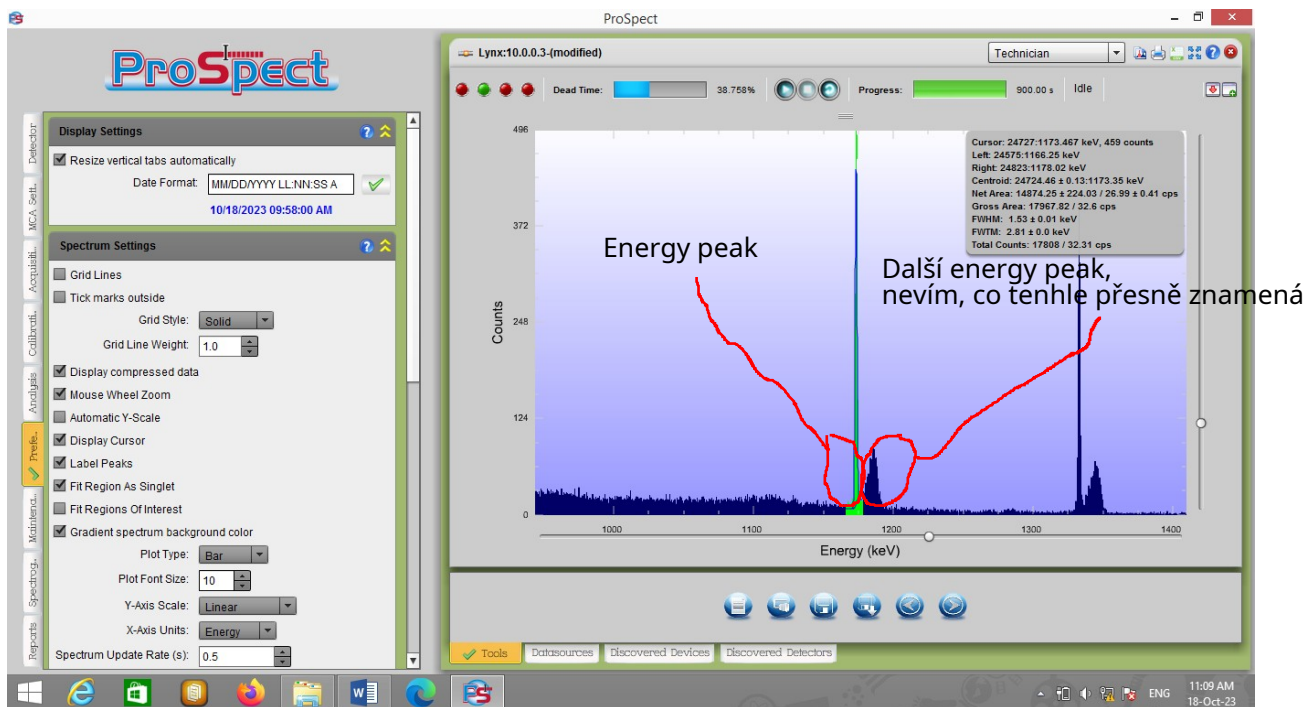 ProSpect
ProSpect
Detector
MCA Sett..
Acquisiti..
Calibrati..
Analysis
Prefe..
Maintend..
Spectrog..
Reports
Display Settings
Resize vertical tabs automatically
Date Format: MM/DD/YYYY LL:NN:SS A
10/18/2023 09:58:00 AM
Spectrum Settings
Grid Lines
Tick marks outside
Grid Style: Solid
Grid Line Weight: 1.0
Display compressed data
Mouse Wheel Zoom
Automatic Y-Scale
Display Cursor
Label Peaks
Fit Region As Singlet
Fit Regions Of Interest
Gradient spectrum background color
Plot Type: Bar
Plot Font Size: 10
Y-Axis Scale: Linear
X-Axis Units: Energy
Spectrum Update Rate (s): 0.5
Lynx:10.0.0.3-(modified)
Technician
Dead Time: 38.758%
Progress: 900.00 s Idle
Cursor: 24727:1173.467 keV, 459 counts
Left: 24575:1166.25 keV
Right: 24823:1178.02 keV
Centroid: 24724.46 ± 0.13:1173.35 keV
Net Area: 14874.25 ± 224.03 / 26.99 ± 0.41 cps
Gross Area: 17967.82 / 32.6 cps
FWHM: 1.53 ± 0.01 keV
FWTM: 2.81 ± 0.0 keV
Total Counts: 17808 / 32.31 cps
Energy peak
Další energy peak,
nevím, co tenhle přesně znamená
Counts
496
372
248
124
0
1000 1100 1200 1300 1400
Energy (keV)
Tools Datasources Discovered Devices Discovered Detectors
ENG
11:09 AM
18-Oct-23